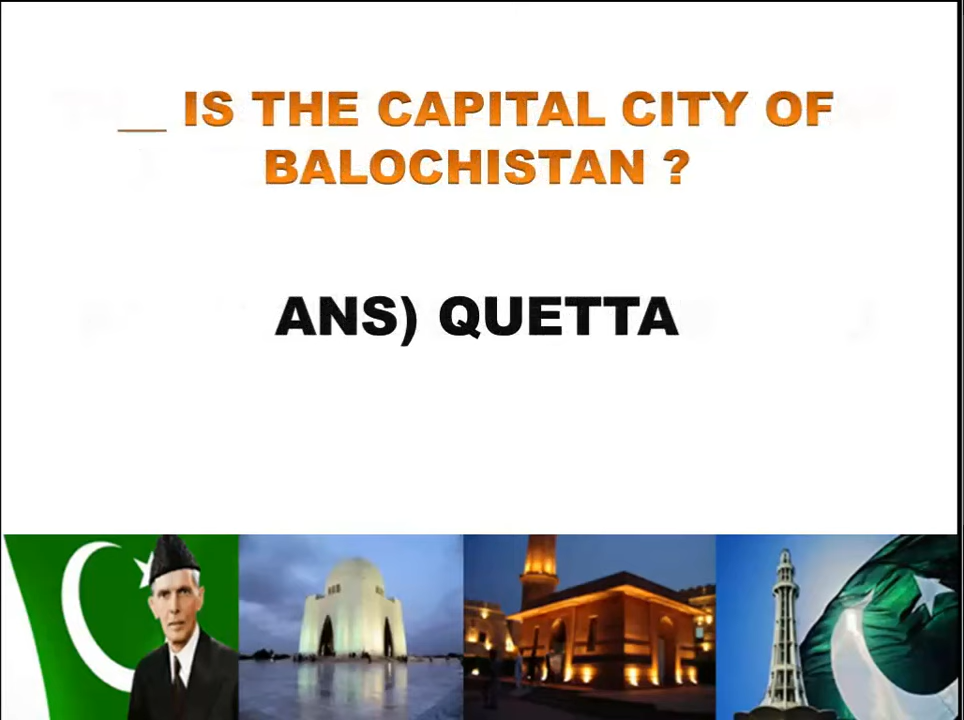 __ IS THE CAPITAL CITY OF
BALOCHISTAN ?
ANS) QUETTA